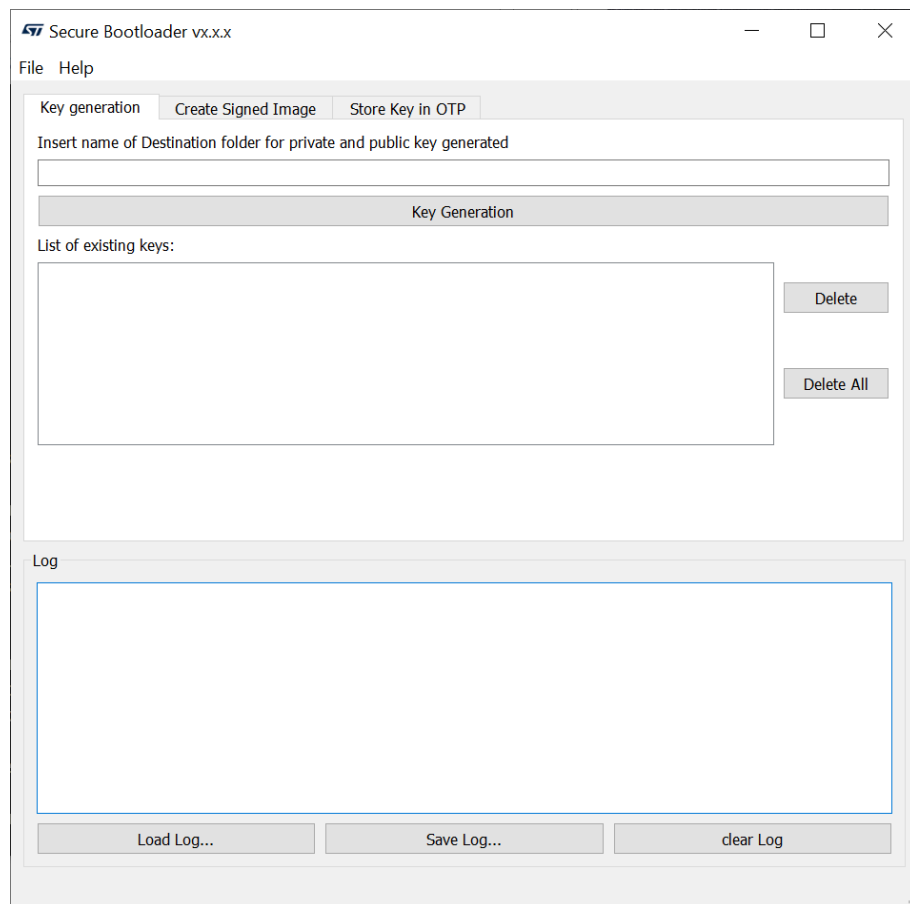 ST Secure Bootloader vx.x.x
File Help
Key generation Create Signed Image Store Key in OTP
Insert name of Destination folder for private and public key generated
Key Generation
List of existing keys:
Delete
Delete All
Log
Load Log... Save Log... clear Log